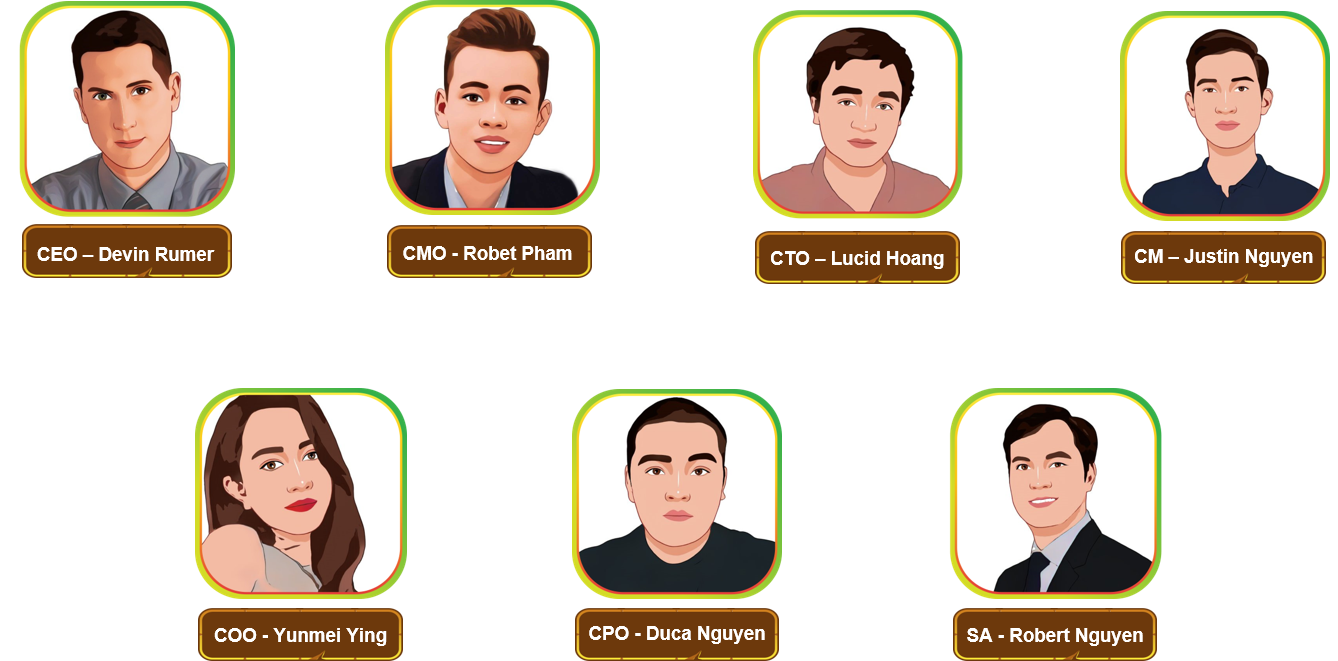 CEO – Devin Rumer
CMO - Robet Pham
CTO – Lucid Hoang
CM – Justin Nguyen
COO - Yunmei Ying
CPO - Duca Nguyen
SA - Robert Nguyen